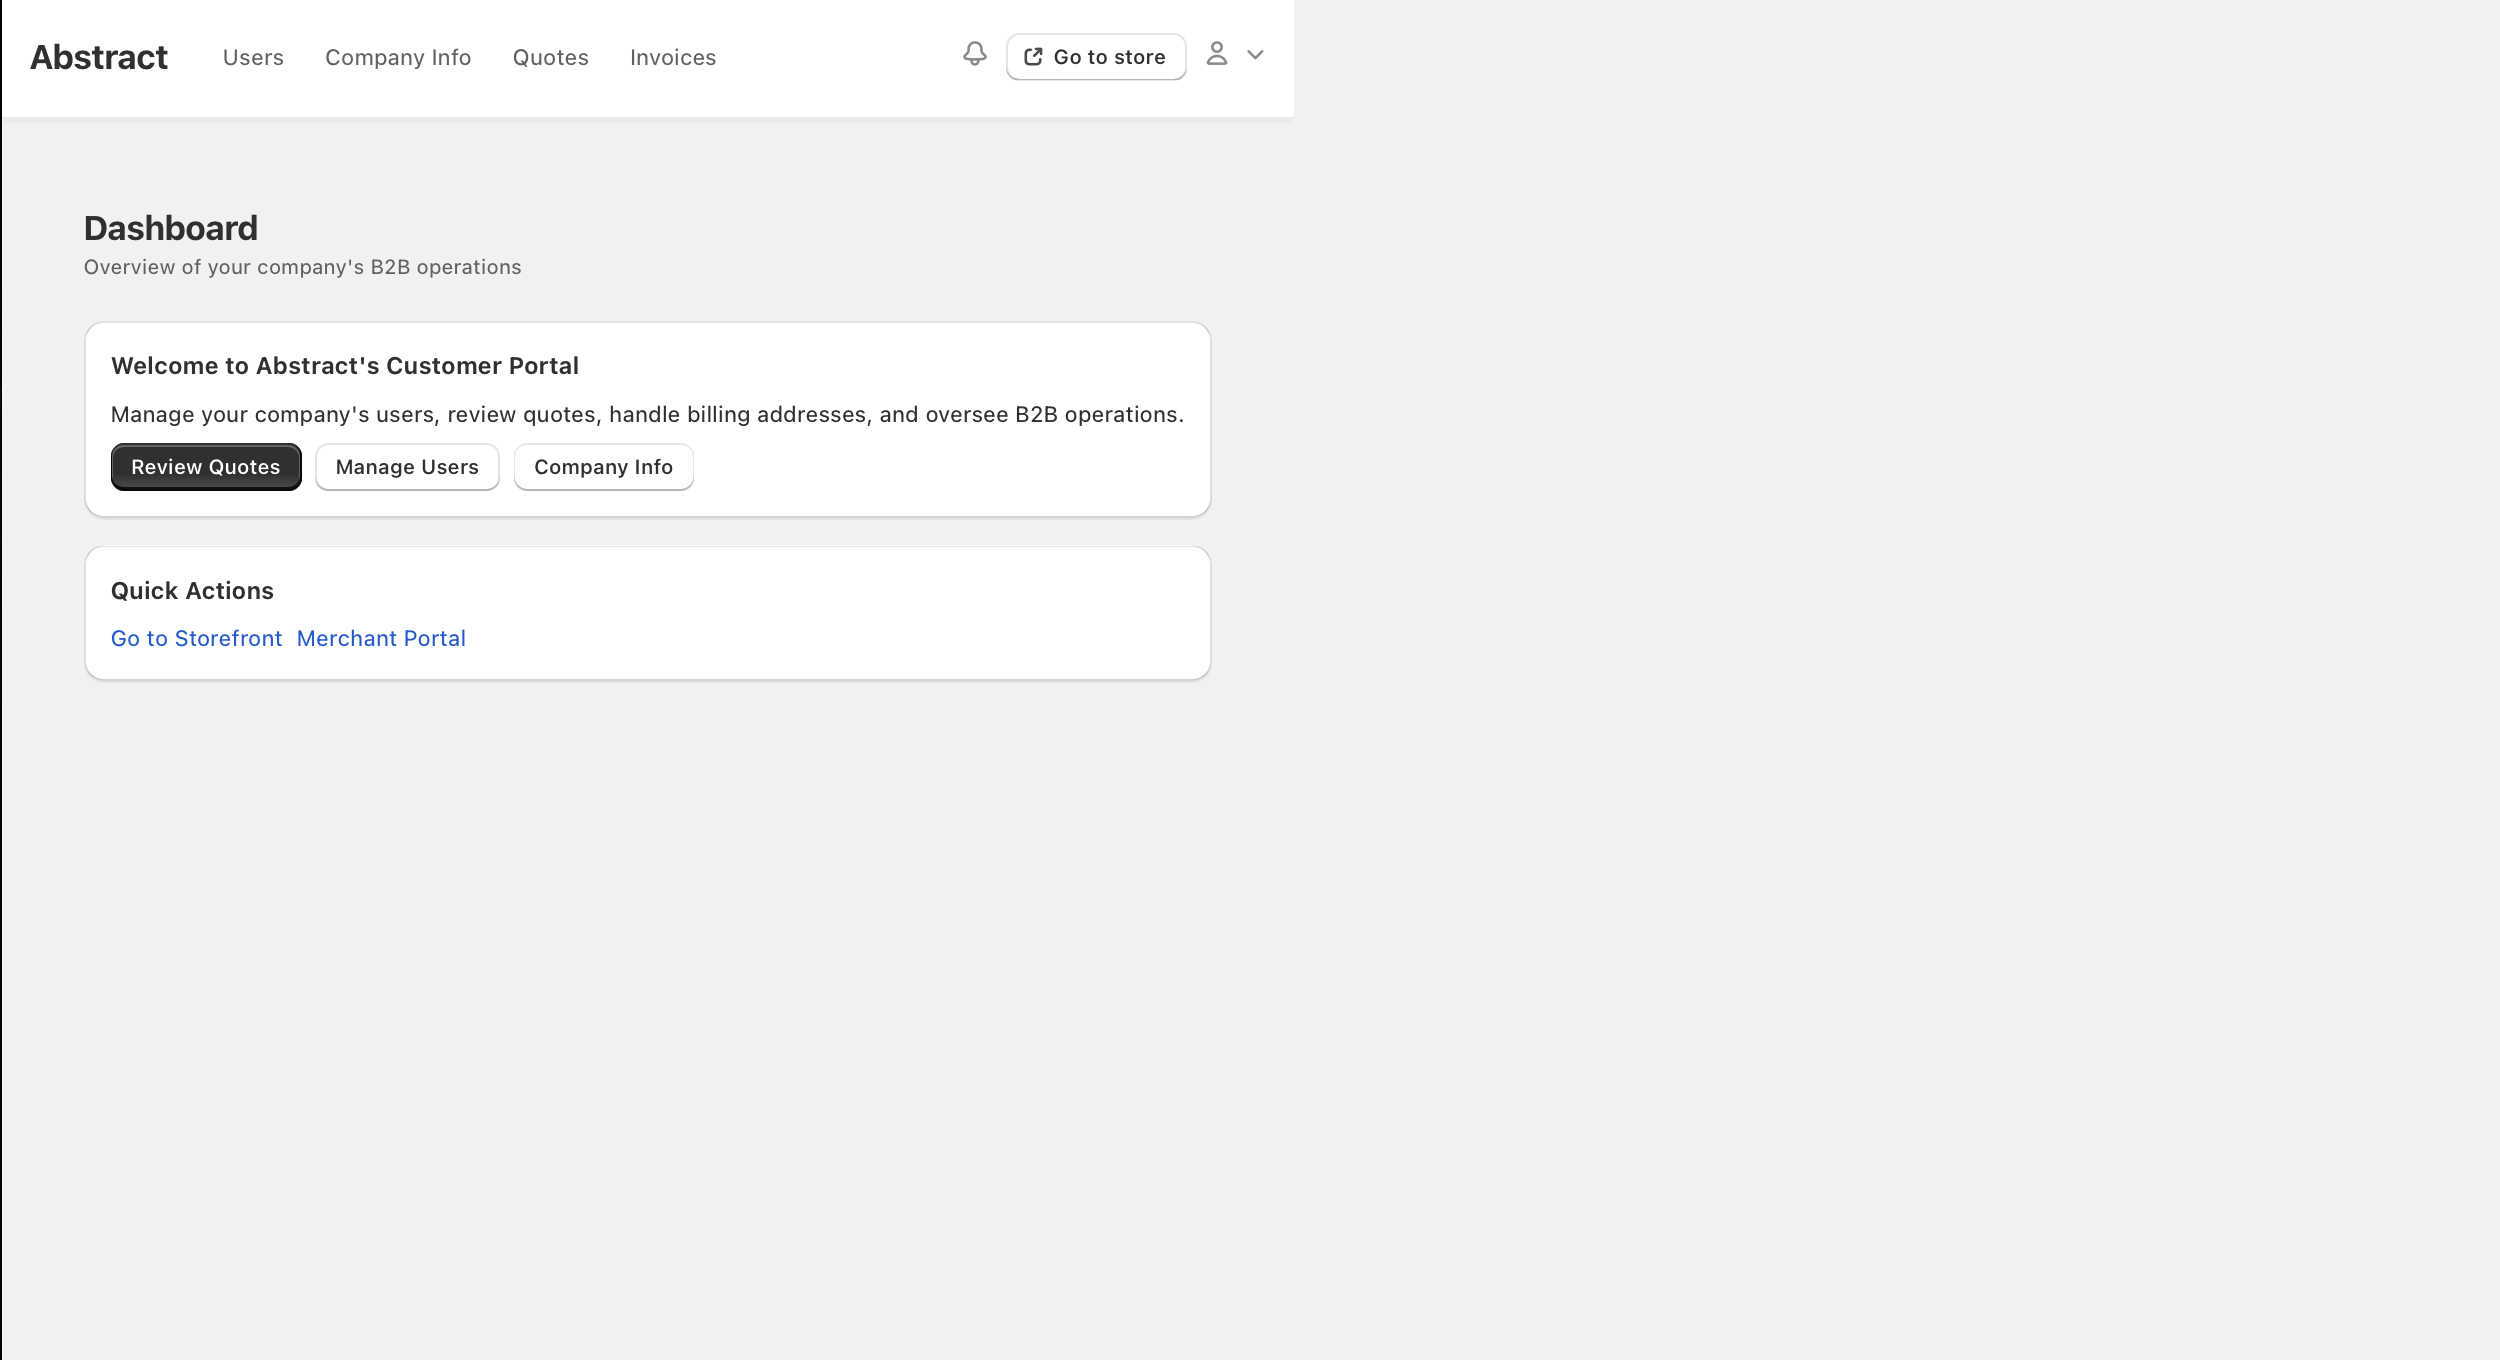 Abstract Users Company Info Quotes Invoices Go to store
Dashboard
Overview of your company's B2B operations
Welcome to Abstract's Customer Portal
Manage your company's users, review quotes, handle billing addresses, and oversee B2B operations.
Review Quotes Manage Users Company Info
Quick Actions
Go to Storefront Merchant Portal